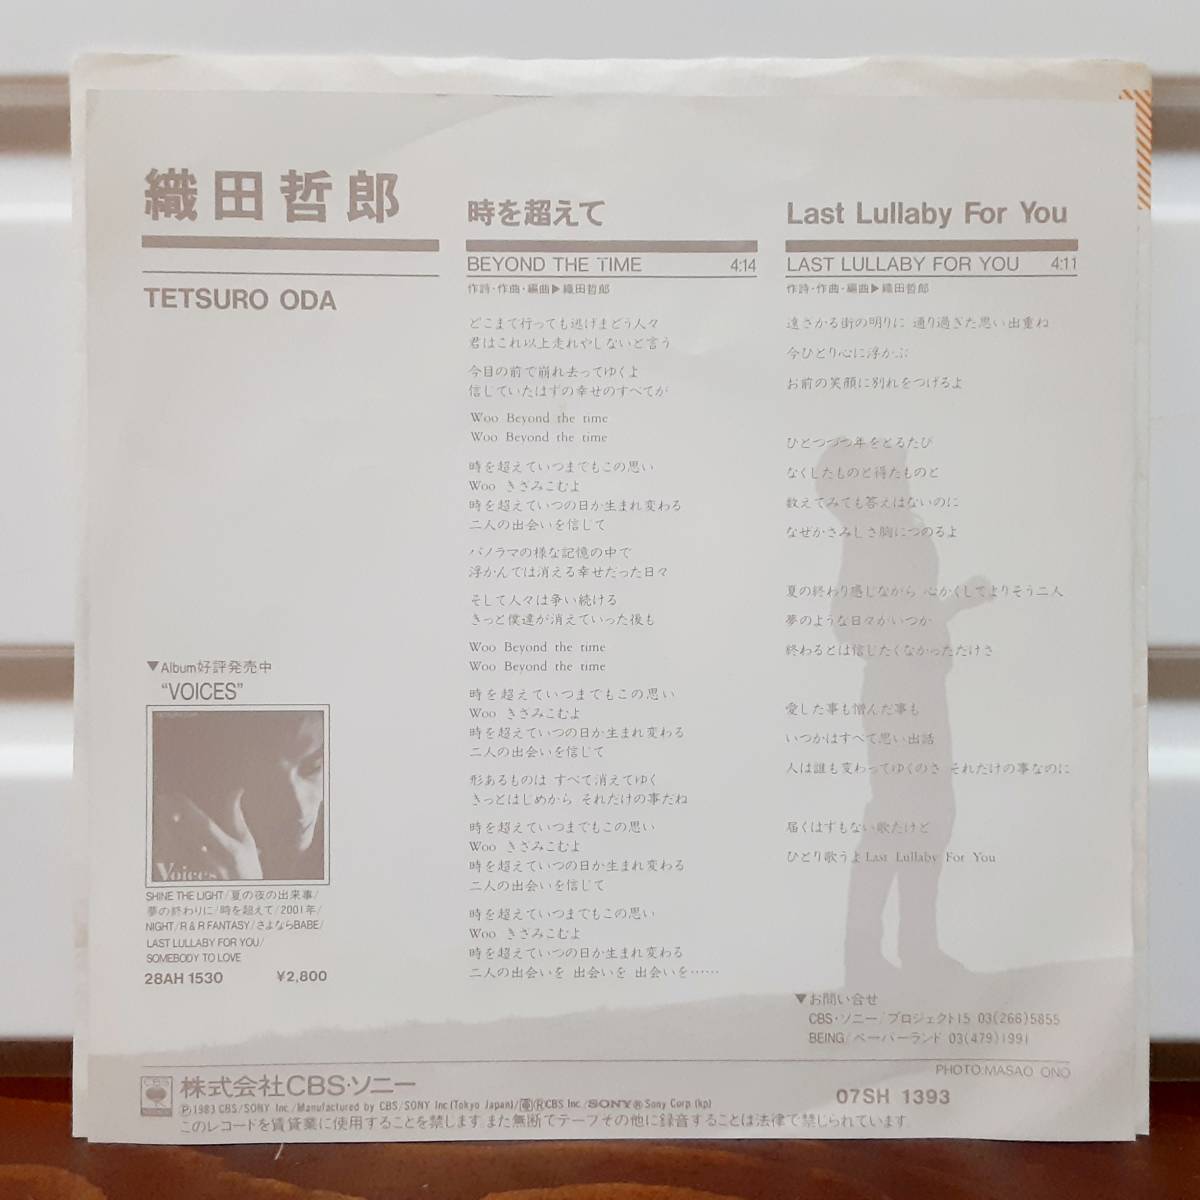 織田哲郎
TETSURO ODA
時を超えて
BEYOND THE TIME 4:14
作詩・作曲・編曲▶織田哲郎
どこまで行っても逃げまどう人々
君はこれ以上走れやしないと言う
今目の前で崩れ去ってゆくよ
信じていたはずの幸せのすべてが
Woo Beyond the time
Woo Beyond the time
時を超えていつまでもこの思い
Woo きざみこむよ
時を超えていつの日か生まれ変わる
二人の出会いを信じて
パノラマの様な記憶の中で
浮かんでは消える幸せだった日々
そして人々は争い続ける
きっと僕達が消えていった後も
Woo Beyond the time
Woo Beyond the time
時を超えていつまでもこの思い
Woo きざみこむよ
時を超えていつの日か生まれ変わる
二人の出会いを信じて
形あるものは すべて消えてゆく
きっとはじめから それだけの事だね
時を超えていつまでもこの思い
Woo きざみこむよ
時を超えていつの日か生まれ変わる
二人の出会いを信じて
時を超えていつまでもこの思い
Woo きざみこむよ
時を超えていつの日か生まれ変わる
二人の出会いを 出会いを 出会いを……
Last Lullaby For You
LAST LULLABY FOR YOU 4:11
作詩・作曲・編曲▶織田哲郎
遠ざかる街の明りに 通り過ぎた思い出重ね
今ひとり心に浮かぶ
お前の笑顔に別れをつげるよ
ひとつづつ年をとるたび
なくしたものと得たものと
数えてみても答えはないのに
なぜかさみしさ胸につのるよ
夏の終わり感じながら 心かくしてよりそう二人
夢のような日々がいつか
終わるとは信じたくなかっただけさ
愛した事も憎んだ事も
いつかはすべて思い出話
人は誰も変わってゆくのさ それだけの事なのに
届くはずもない歌だけど
ひとり歌うよ Last Lullaby For You
▼Album好評発売中
“VOICES”
Voices
SHINE THE LIGHT/夏の夜の出来事/
夢の終わりに/時を超えて/2001年/
NIGHT/R & R FANTASY/さよならBABE/
LAST LULLABY FOR YOU/
SOMEBODY TO LOVE
28AH 1530 ¥2,800
▼お問い合せ
CBS・ソニー/プロジェクト15 03(266)5855
BEING/ペーパーランド 03(479)1991
PHOTO:MASAO ONO
CBS
株式会社CBS・ソニー
07SH 1393
Ⓟ1983 CBS/SONY Inc./Manufactured by CBS/SONY Inc(Tokyo Japan)/ⓇCBS Inc./SONY® Sony Corp (kp)
このレコードを賃貸業に使用することを禁じます.また無断でテープその他に録音することは法律で禁じられています.